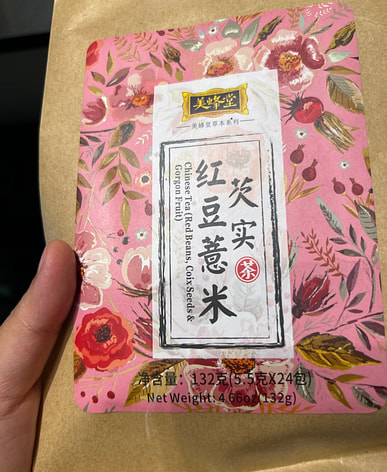 美蜂堂
美蜂堂草本系列
芡实
红豆薏米
茶
Chinese Tea (Red Beans, Coix Seeds &
Gorgon Fruit)
净含量：132克(5.5克X24包)
Net Weight: 4.66oz(132g)